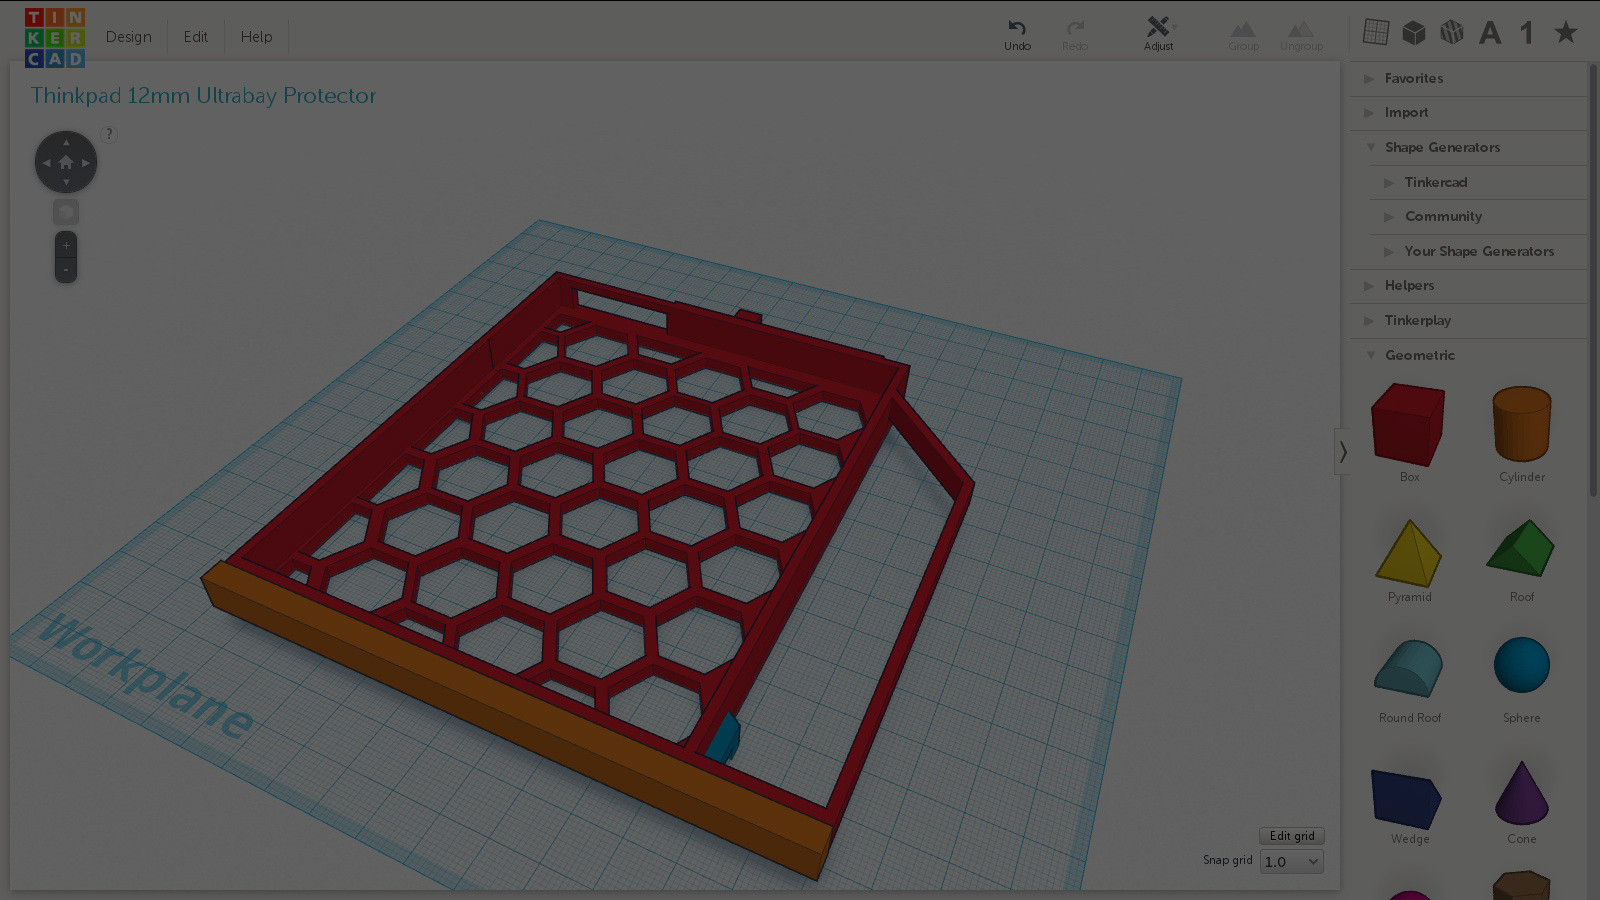 TIN
KER
CAD
Design
Edit
Help
Undo
Redo
Adjust
Group
Ungroup
A
1
Thinkpad 12mm Ultrabay Protector
?
+
-
Workplane
Favorites
Import
Shape Generators
Tinkercad
Community
Your Shape Generators
Helpers
Tinkerplay
Geometric
Box
Cylinder
Pyramid
Roof
Round Roof
Sphere
Wedge
Cone
Edit grid
Snap grid
1.0